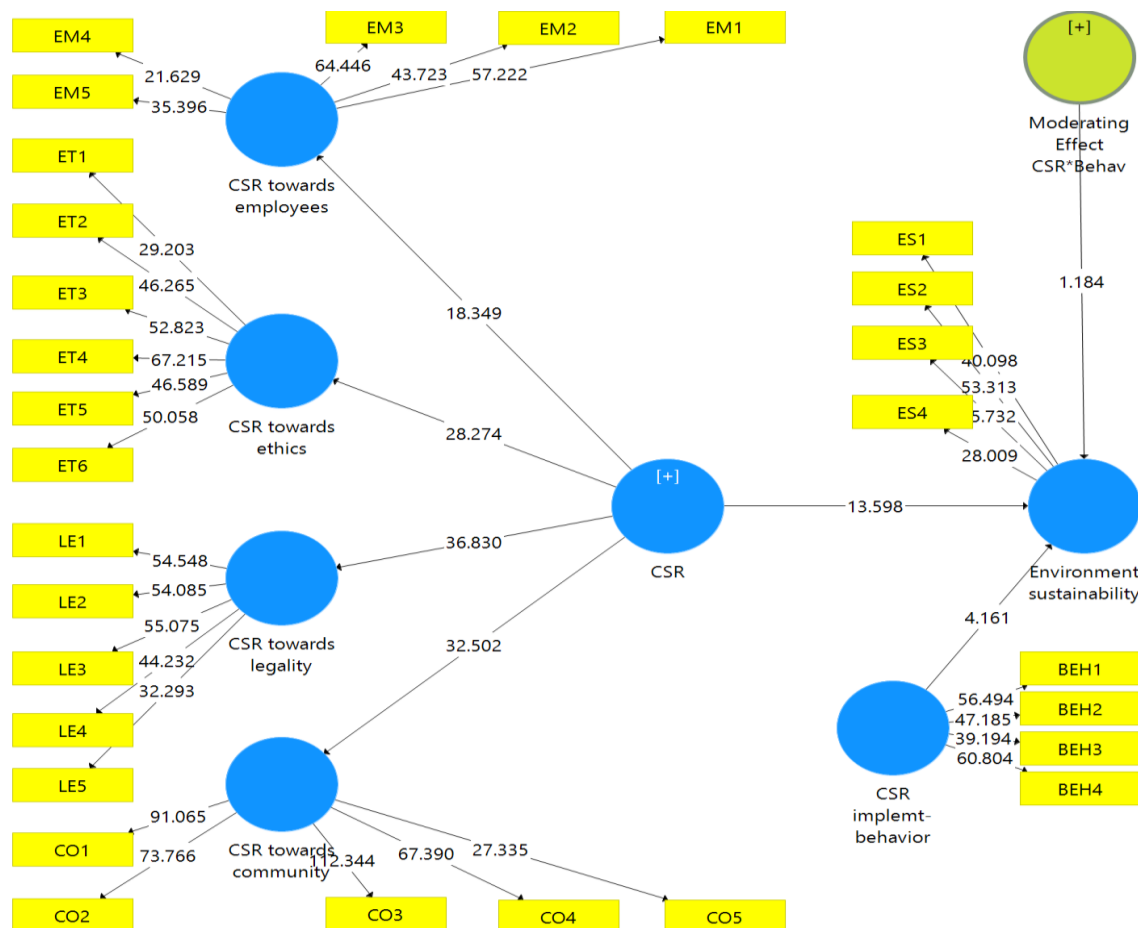 EM4
EM3
EM2
EM1
21.629
64.446
43.723
57.222
EM5
35.396
CSR towards
employees
[+]
Moderating
Effect
CSR*Behav
1.184
ET1
ET2
ET3
ET4
ET5
ET6
29.203
46.265
52.823
67.215
46.589
50.058
CSR towards
ethics
18.349
28.274
36.830
32.502
[+]
CSR
13.598
ES1
ES2
ES3
ES4
40.098
53.313
5.732
28.009
Environment
sustainability
4.161
LE1
LE2
LE3
LE4
LE5
54.548
54.085
55.075
44.232
32.293
CSR towards
legality
BEH1
BEH2
BEH3
BEH4
56.494
47.185
39.194
60.804
CSR
implemt-
behavior
CO1
CO2
CO3
CO4
CO5
91.065
73.766
112.344
67.390
27.335
CSR towards
community